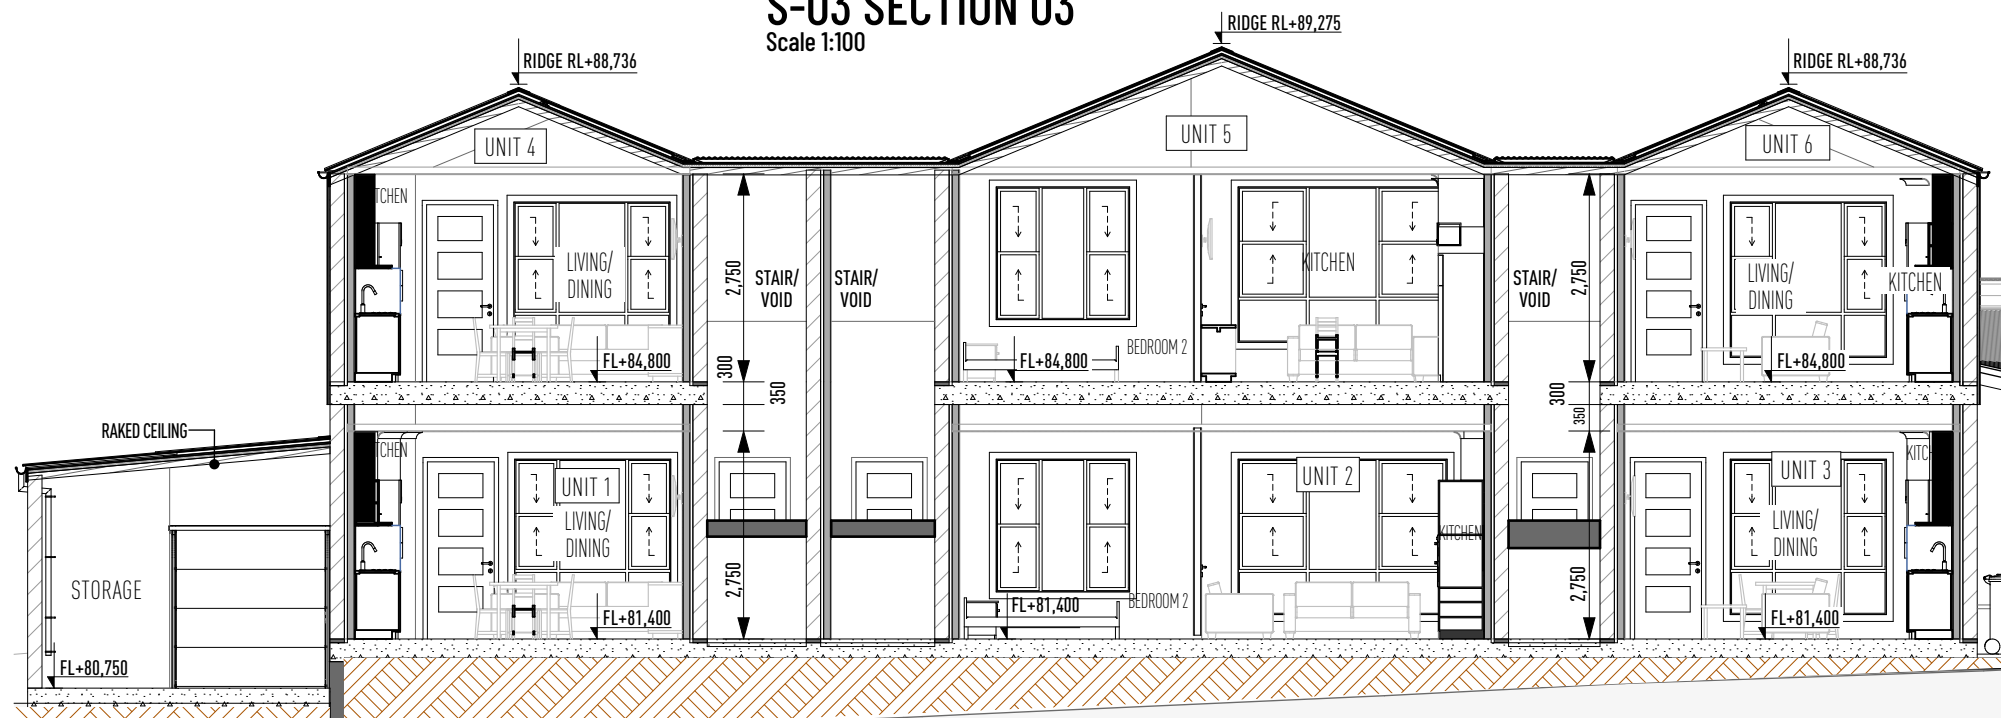 S-03 SECTION 03
Scale 1:100
RIDGE RL+89,275
RIDGE RL+88,736
RIDGE RL+88,736
UNIT 4
UNIT 5
UNIT 6
TCHEN
LIVING/
DINING
2,750
STAIR/
VOID
STAIR/
VOID
KITCHEN
STAIR/
VOID
2,750
LIVING/
DINING
KITCHEN
FL+84,800
300
350
FL+84,800
BEDROOM 2
FL+84,800
300
350
RAKED CEILING
TCHEN
UNIT 1
LIVING/
DINING
UNIT 2
KITCHEN
UNIT 3
KITC
LIVING/
DINING
STORAGE
2,750
2,750
FL+81,400
FL+81,400
BEDROOM 2
FL+81,400
FL+80,750